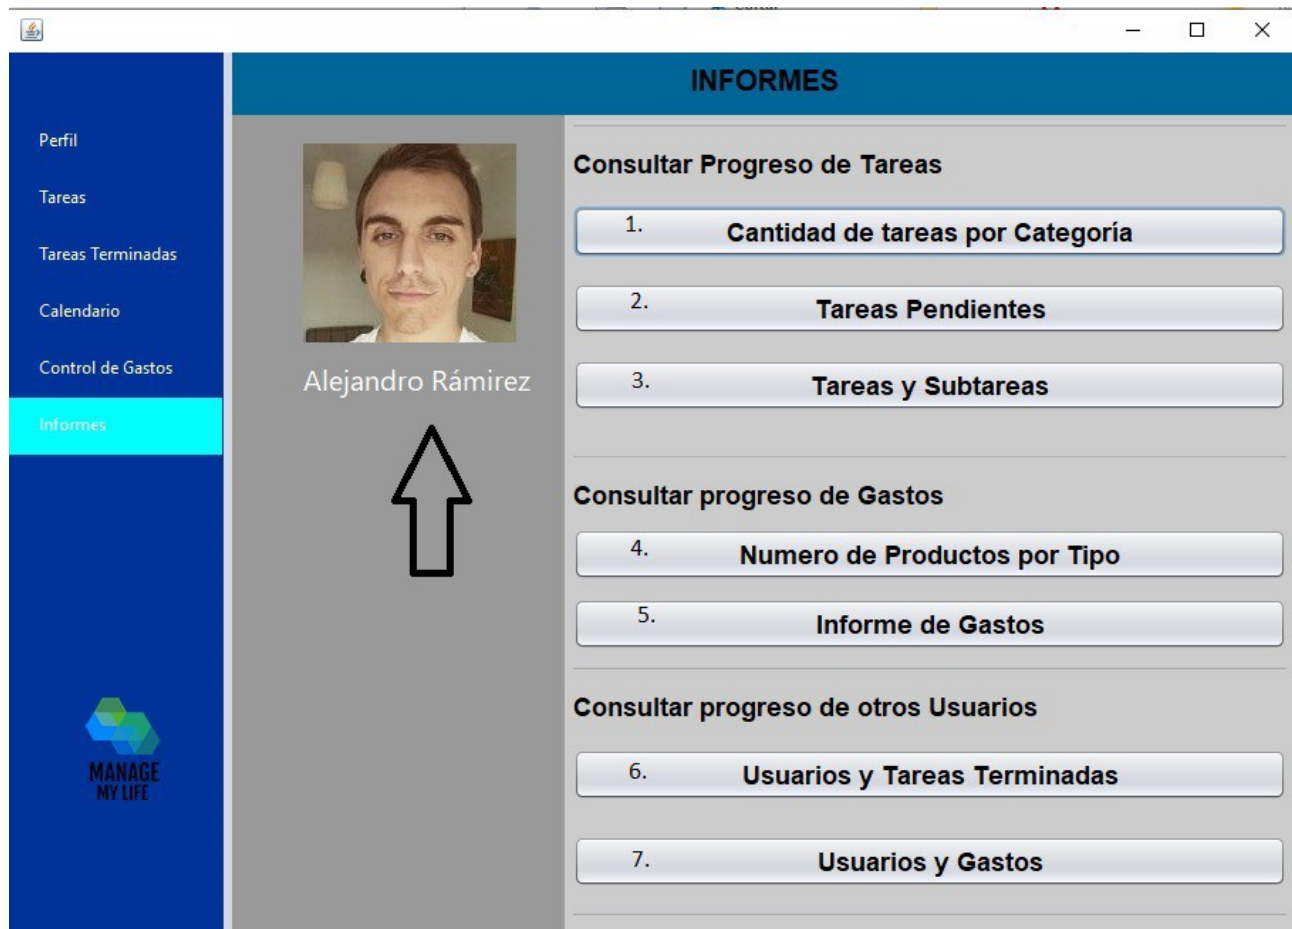 INFORMES
Perfil
Tareas
Tareas Terminadas
Calendario
Control de Gastos
Informes
MANAGE
MY LIFE
Alejandro Rámirez
Consultar Progreso de Tareas
1. Cantidad de tareas por Categoría
2. Tareas Pendientes
3. Tareas y Subtareas
Consultar progreso de Gastos
4. Numero de Productos por Tipo
5. Informe de Gastos
Consultar progreso de otros Usuarios
6. Usuarios y Tareas Terminadas
7. Usuarios y Gastos